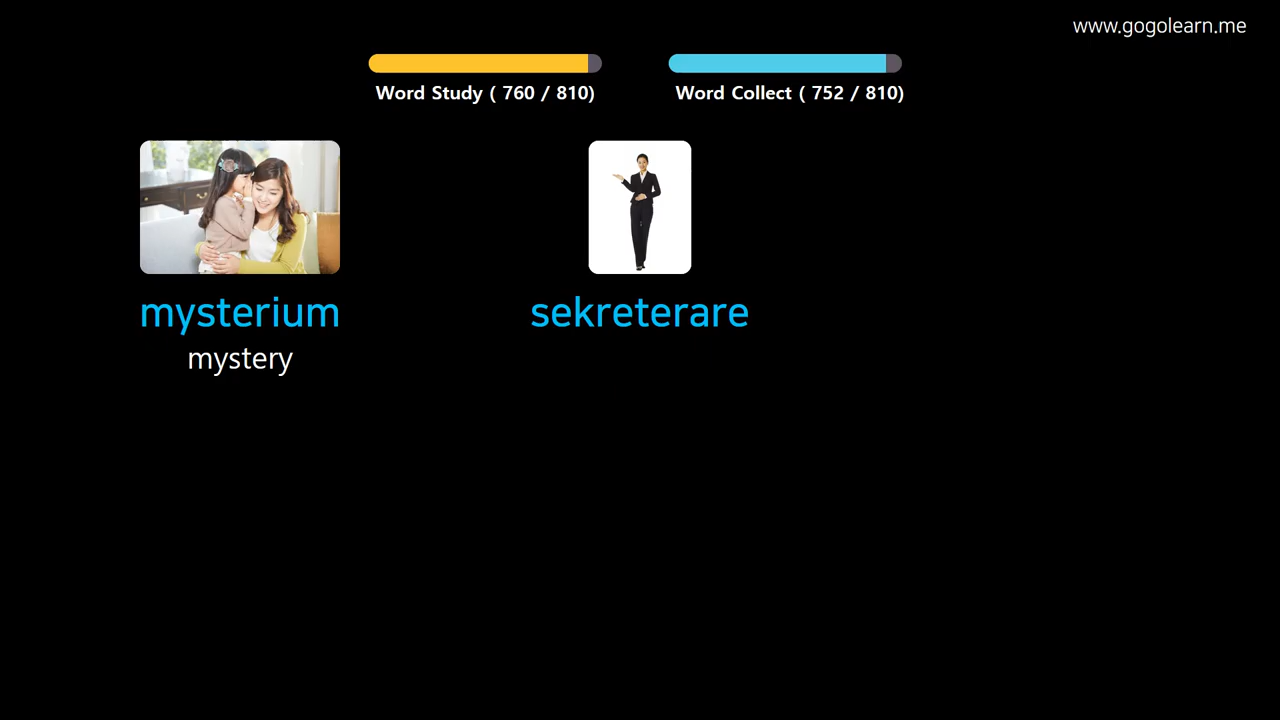 www.gogolearn.me
Word Study ( 760 / 810)
Word Collect ( 752 / 810)
mysterium
sekreterare
mystery